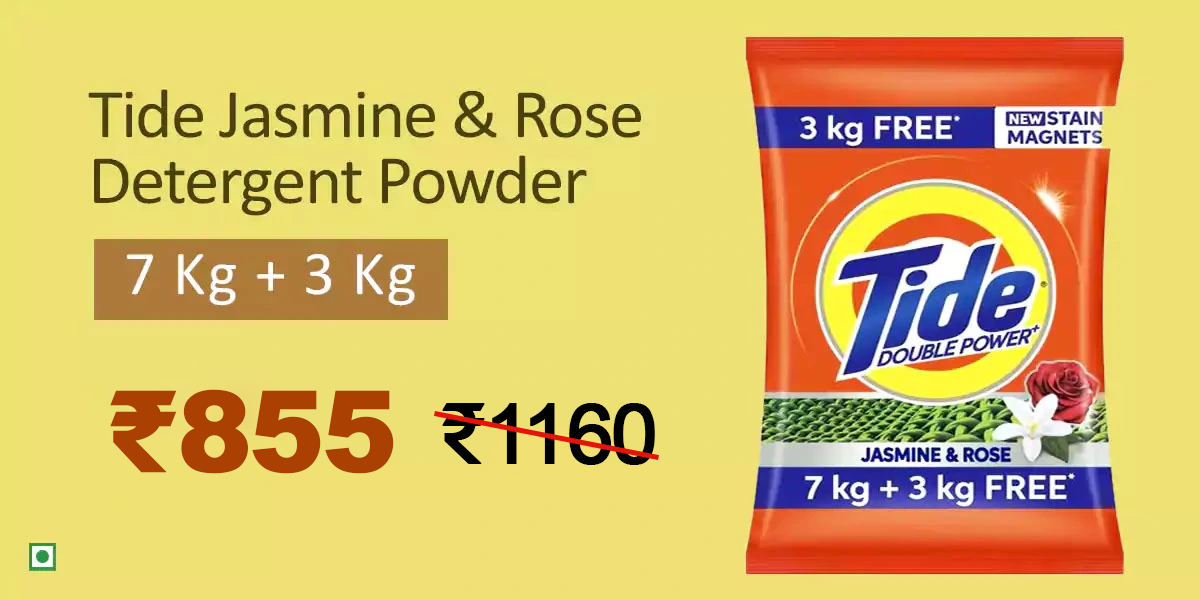 Tide Jasmine & Rose
Detergent Powder
7 Kg + 3 Kg
₹855 ₹1160
3 kg FREE*
NEW STAIN
MAGNETS
Tide®
DOUBLE POWER+
JASMINE & ROSE
7 kg + 3 kg FREE*